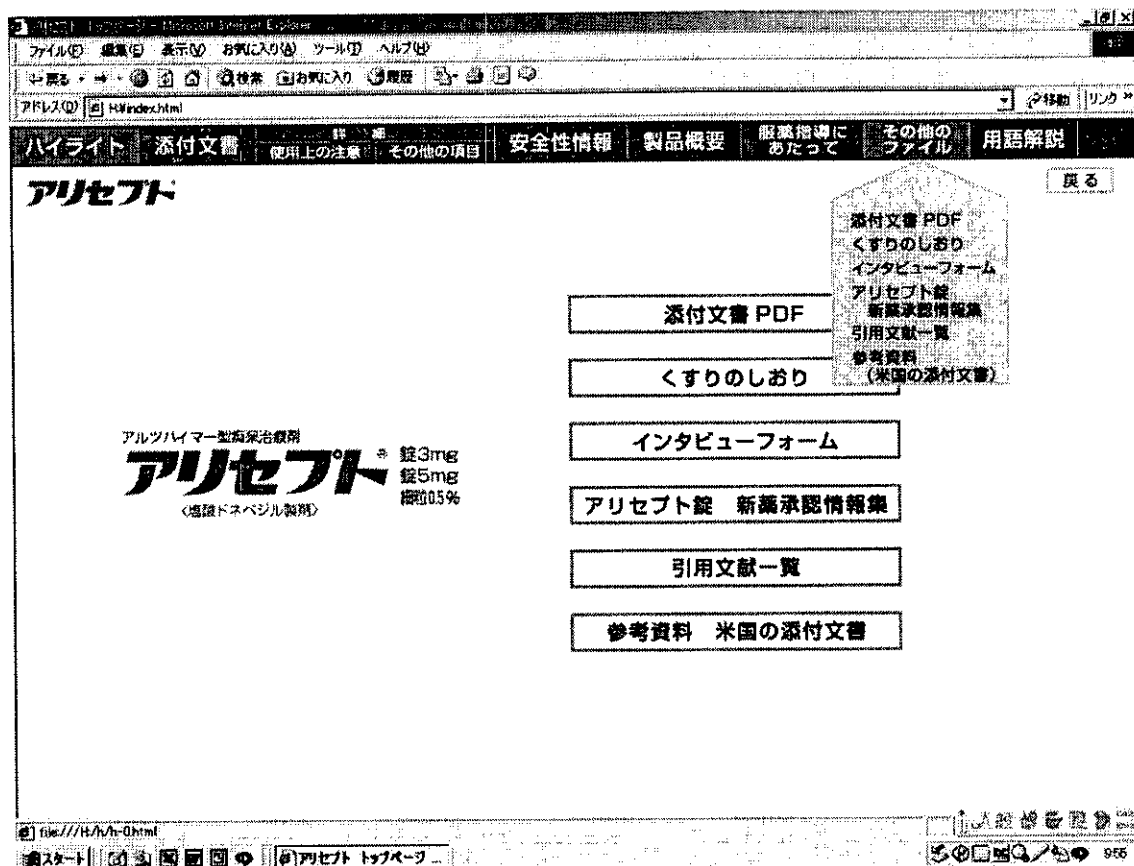 Microsoft Internet Explorer
ファイル(F) 編集(E) 表示(V) お気に入り(A) ツール(T) ヘルプ(H)
戻る 検索 お気に入り 履歴
アドレス(D) H:¥index.html 移動 リンク »
ハイライト 添付文書 詳細 使用上の注意 その他の項目 安全性情報 製品概要 服薬指導にあたって その他のファイル 用語解説
アリセプト
戻る
添付文書 PDF
くすりのしおり
インタビューフォーム
アリセプト錠
新薬承認情報集
引用文献一覧
参考資料
(米国の添付文書)
添付文書 PDF
くすりのしおり
インタビューフォーム
アリセプト錠 新薬承認情報集
引用文献一覧
参考資料 米国の添付文書
アルツハイマー型痴呆治療剤
アリセプト® 錠3mg
錠5mg
細粒0.5%
〈塩酸ドネペジル製剤〉
file:///H:/h/h-0.html
スタート アリセプト トップページ ... 9:55